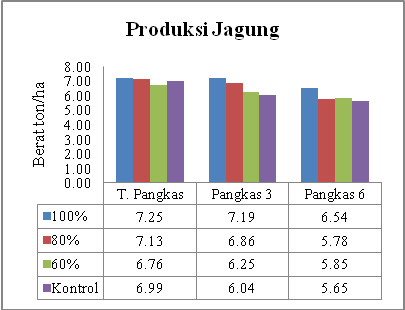 Produksi Jagung
Berat ton/ha
8.00
7.00
6.00
5.00
4.00
3.00
2.00
1.00
0.00
T. Pangkas Pangkas 3 Pangkas 6
100% 7.25 7.19 6.54
80% 7.13 6.86 5.78
60% 6.76 6.25 5.85
Kontrol 6.99 6.04 5.65